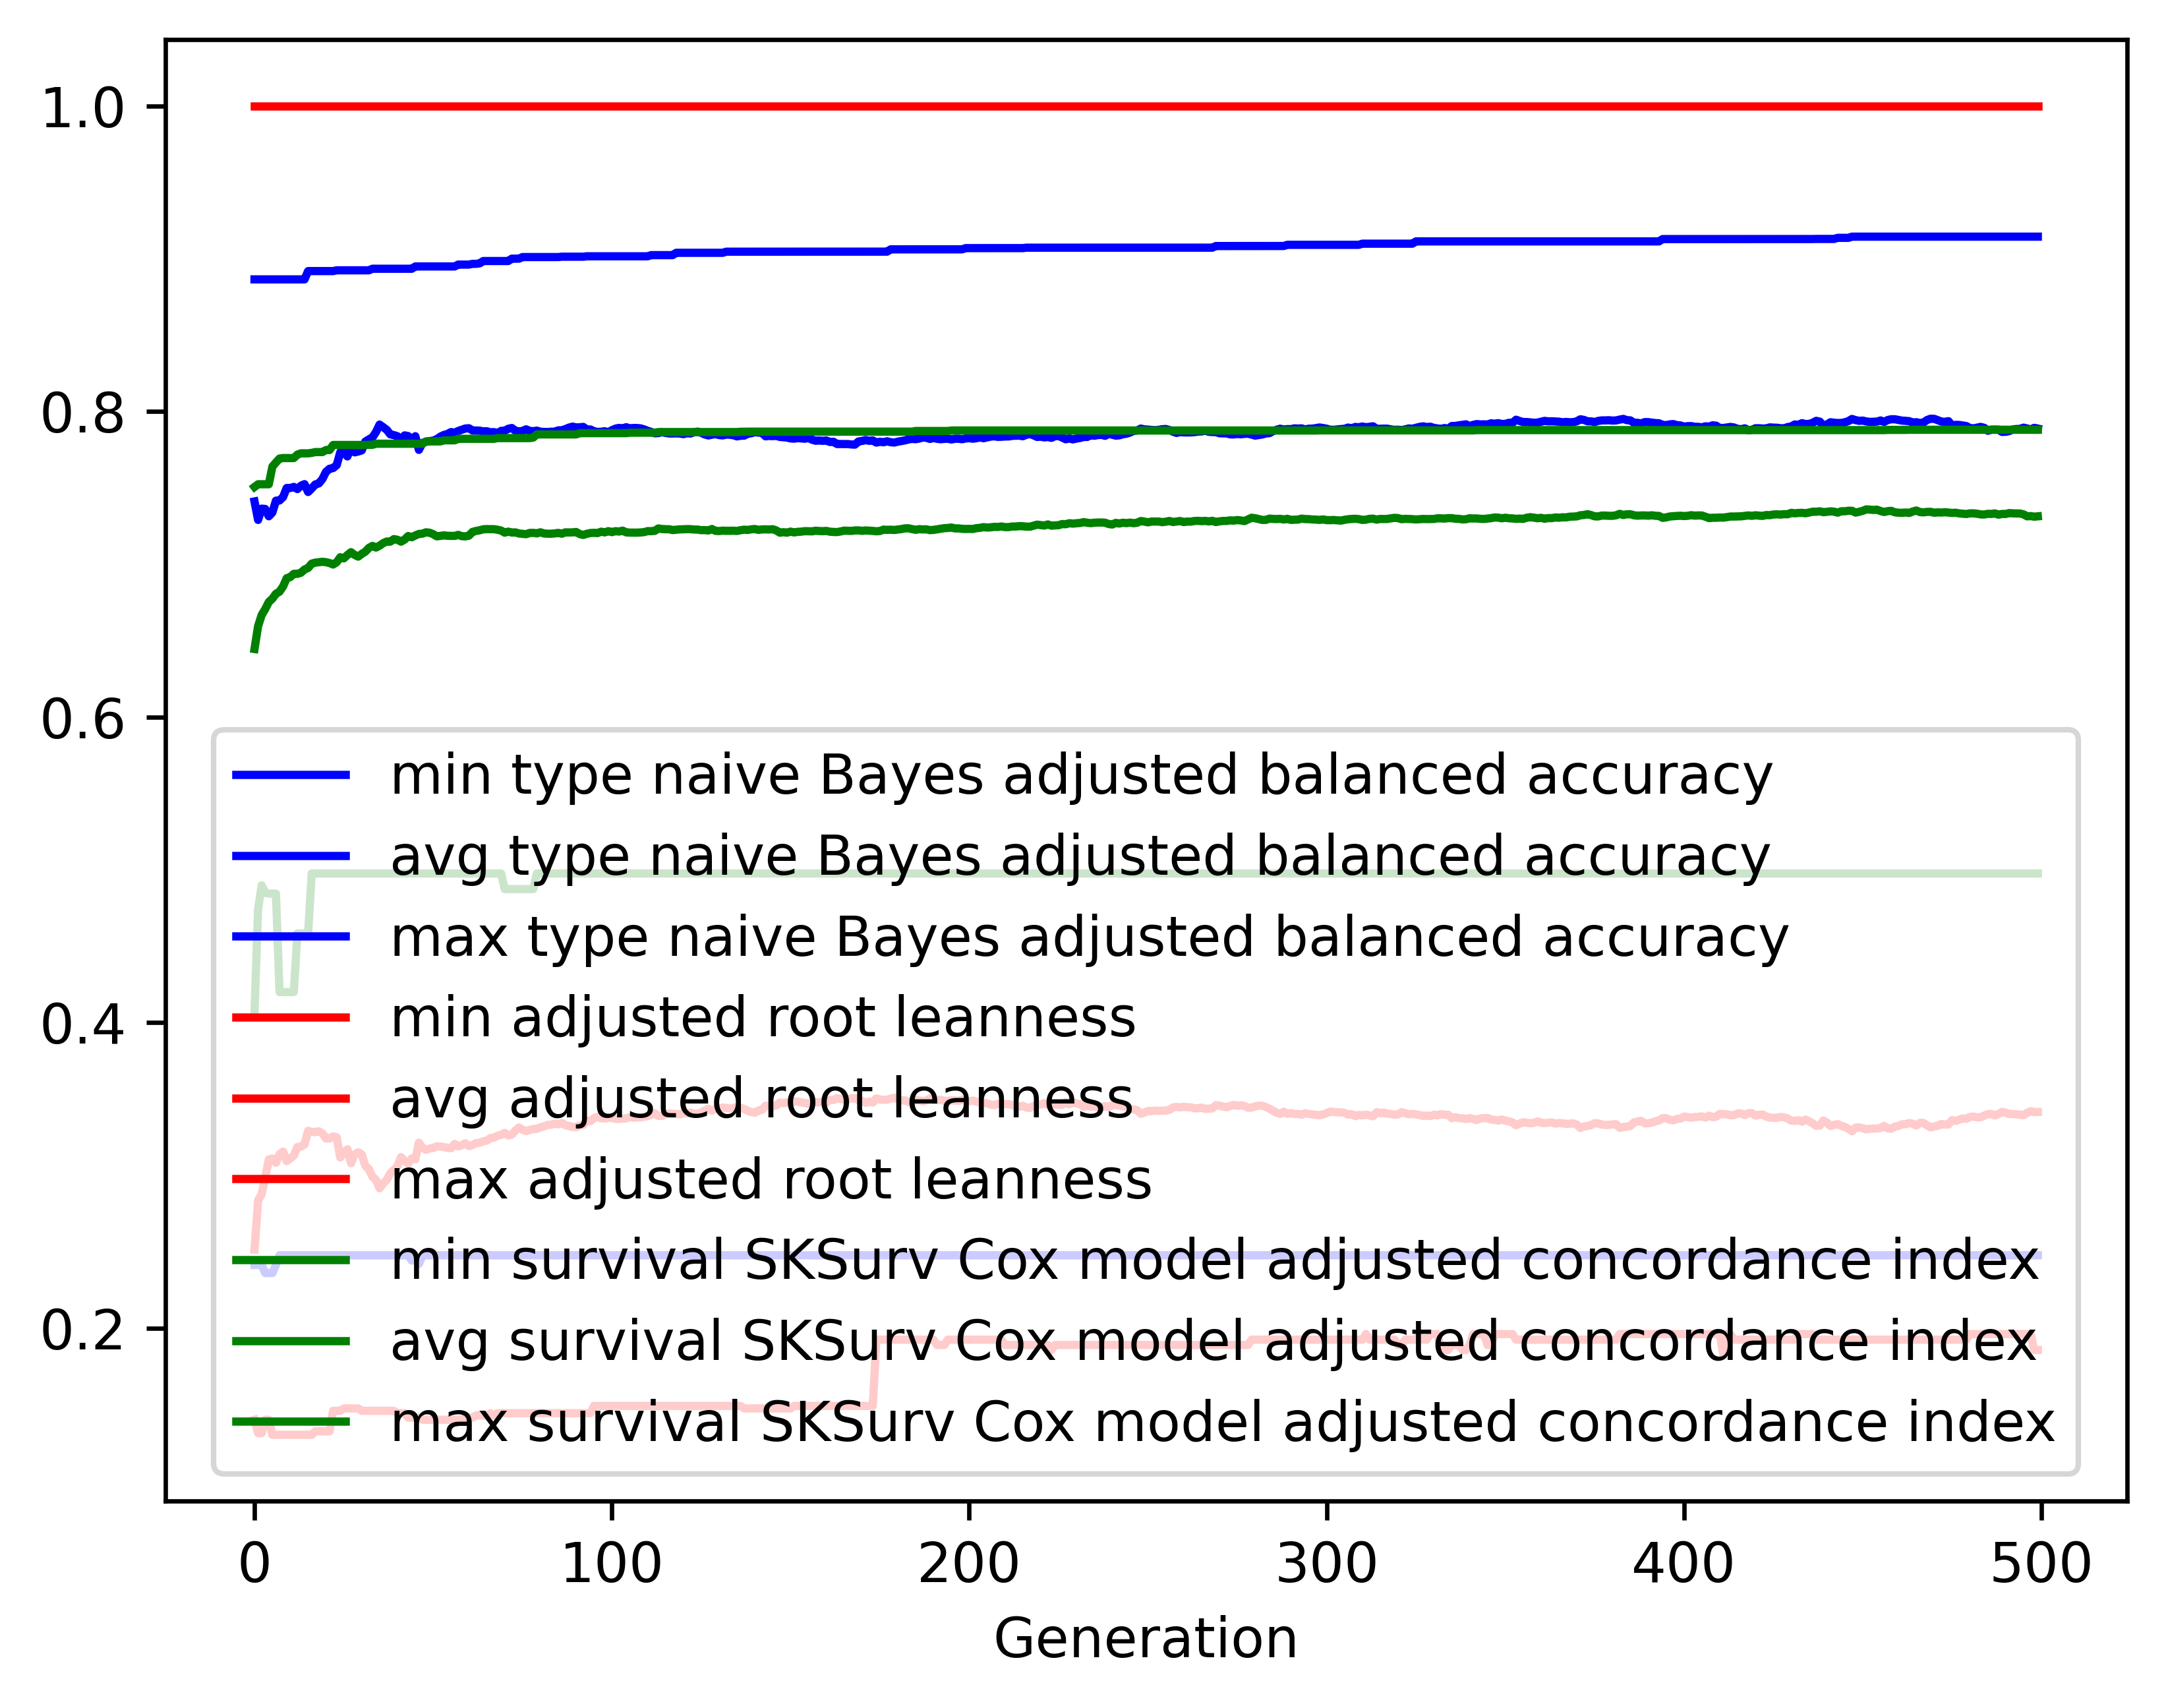 1.0
0.8
0.6
0.4
0.2
min type naive Bayes adjusted balanced accuracy
avg type naive Bayes adjusted balanced accuracy
max type naive Bayes adjusted balanced accuracy
min adjusted root leanness
avg adjusted root leanness
max adjusted root leanness
min survival SKSurv Cox model adjusted concordance index
avg survival SKSurv Cox model adjusted concordance index
max survival SKSurv Cox model adjusted concordance index
0 100 200 300 400 500
Generation